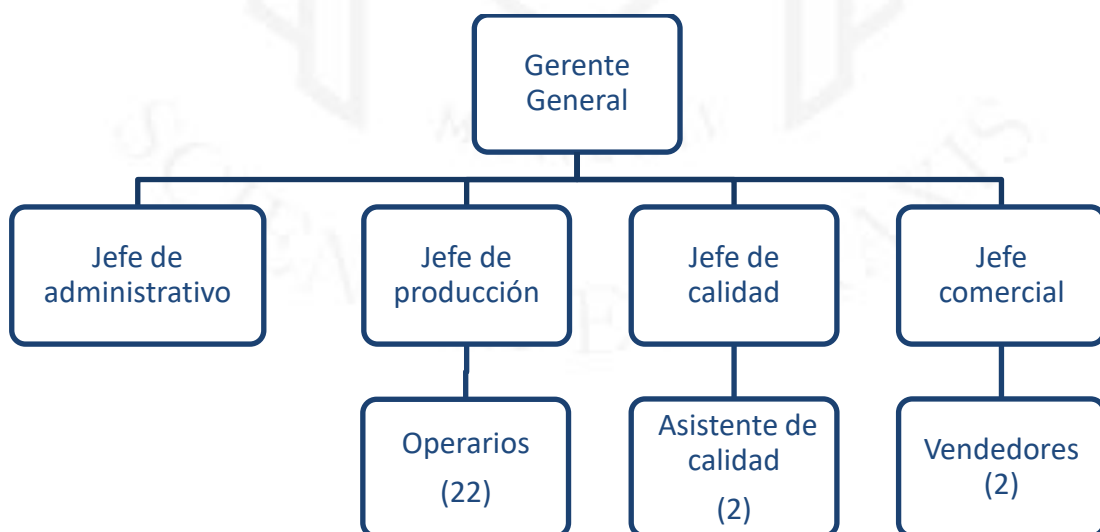 Gerente
General
Jefe de
administrativo
Jefe de
producción
Jefe de
calidad
Jefe
comercial
Operarios
(22)
Asistente de
calidad
(2)
Vendedores
(2)